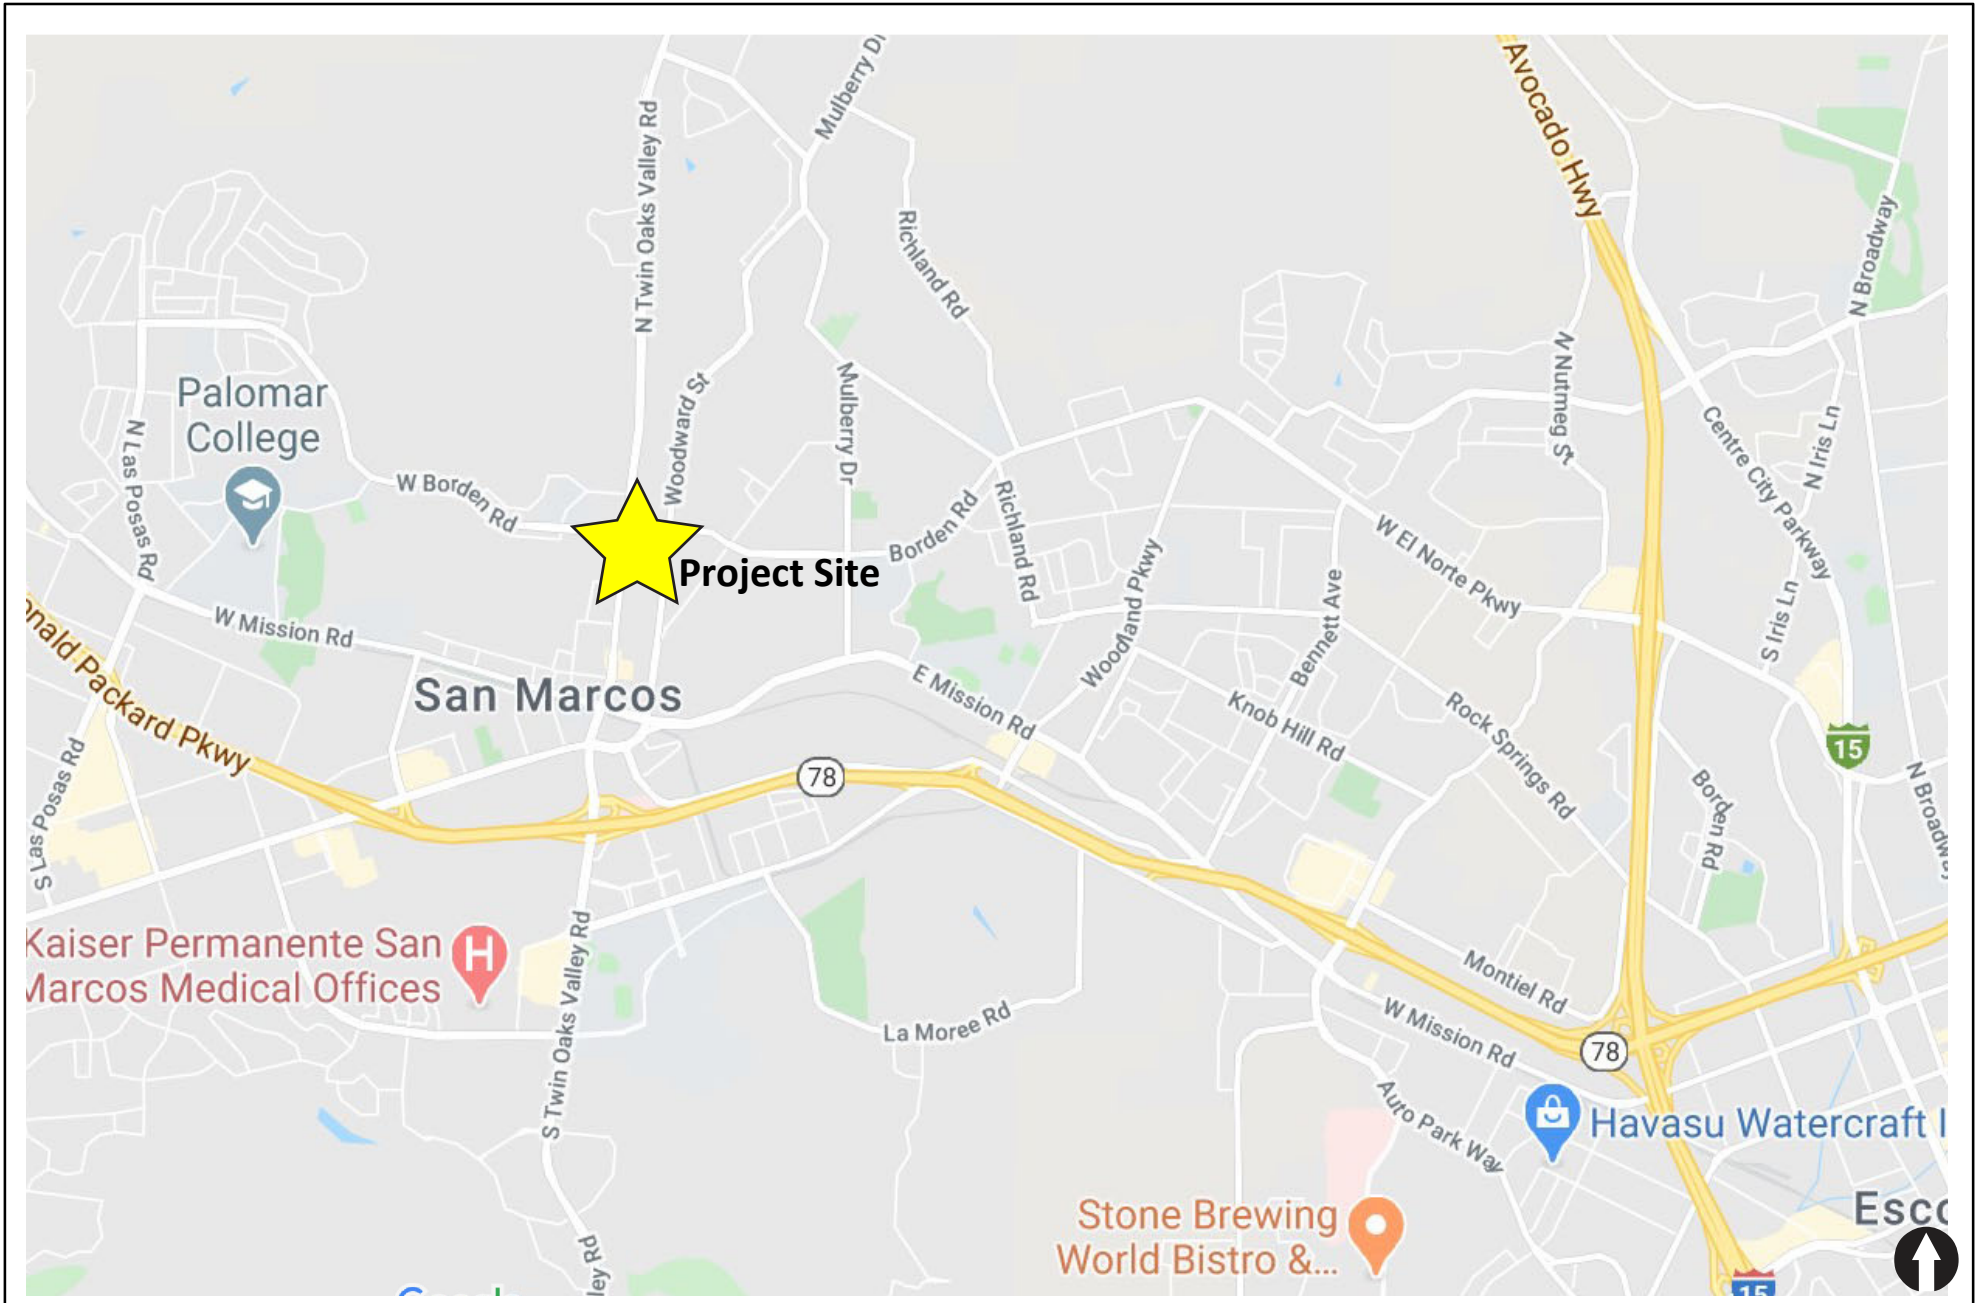 Mulberry Dr
Avocado Hwy
N Twin Oaks Valley Rd
Richland Rd
N Broadway
Palomar
College
N Las Posas Rd
W Borden Rd
Woodward St
Mulberry Dr
N Nutmeg St
Centre City Parkway
N Iris Ln
Borden Rd
Richland Rd
W El Norte Pkwy
Project Site
Woodland Pkwy
Bennett Ave
S Iris Ln
W Mission Rd
Packard Pkwy
San Marcos
E Mission Rd
Knob Hill Rd
Rock Springs Rd
15
S Las Posas Rd
78
Borden Rd
N Broadway
Kaiser Permanente San
Marcos Medical Offices
H
S Twin Oaks Valley Rd
La Moree Rd
Montiel Rd
W Mission Rd
78
Auto Park Way
Havasu Watercraft
Stone Brewing
World Bistro &...
Esco
ley Rd
15